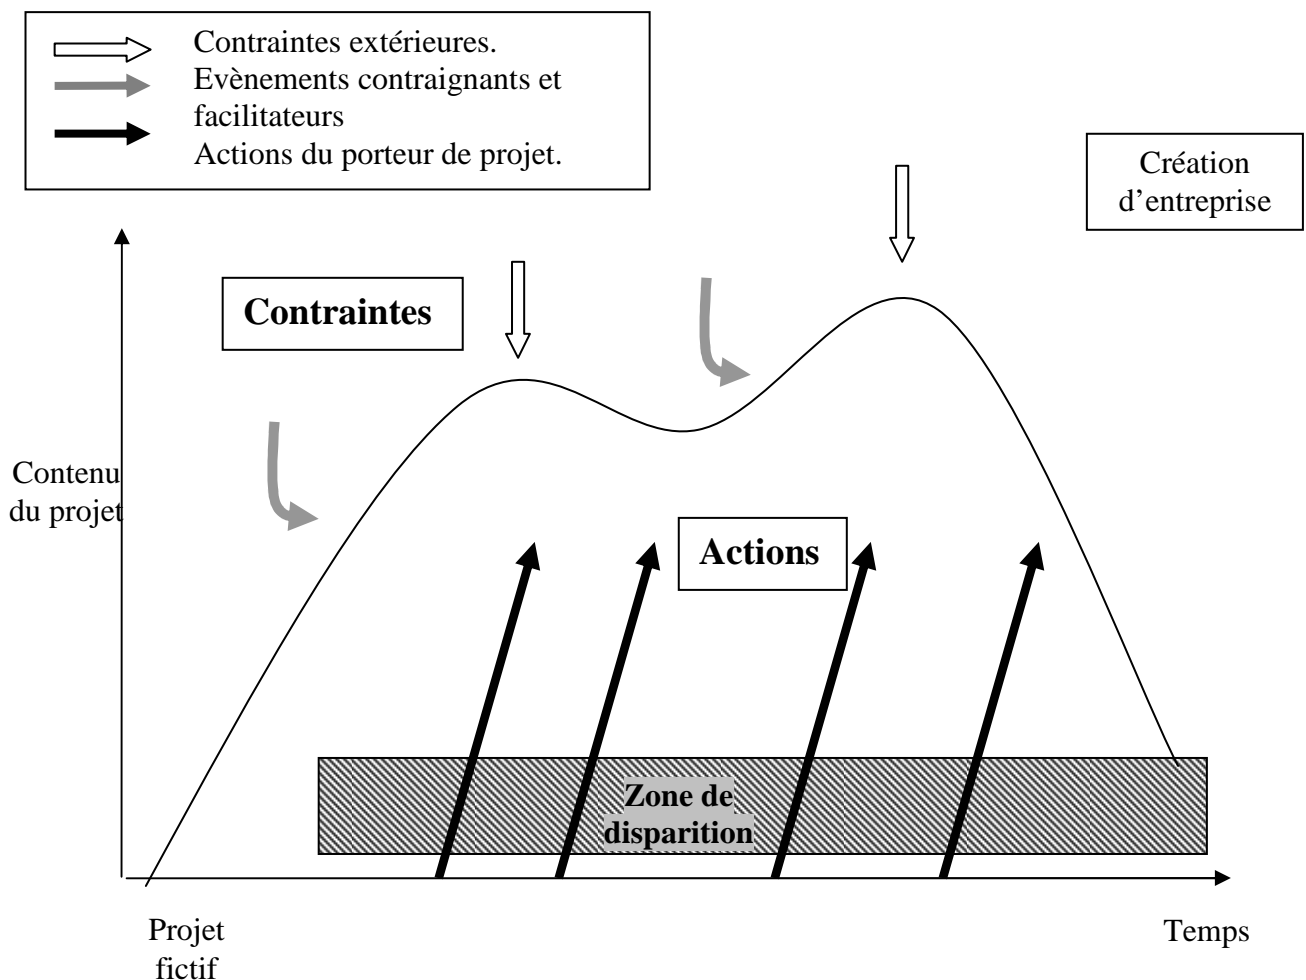 Contraintes extérieures.
Evènements contraignants et
facilitateurs
Actions du porteur de projet.
Création
d’entreprise
Contraintes
Contenu
du projet
Actions
Zone de
disparition
Projet
fictif
Temps